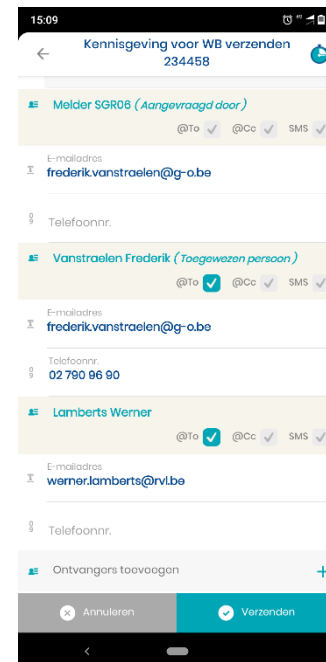 15:09
Kennisgeving voor WB verzenden
234458
Melder SGR06 (Aangevraagd door)
@To @Cc SMS
E-mailadres
frederik.vanstraelen@g-o.be
Telefoonnr.
Vanstraelen Frederik (Toegewezen persoon)
@To @Cc SMS
E-mailadres
frederik.vanstraelen@g-o.be
Telefoonnr.
02 790 96 90
Lamberts Werner
@To @Cc SMS
E-mailadres
werner.lamberts@rvl.be
Telefoonnr.
Ontvangers toevoegen
Annuleren Verzenden